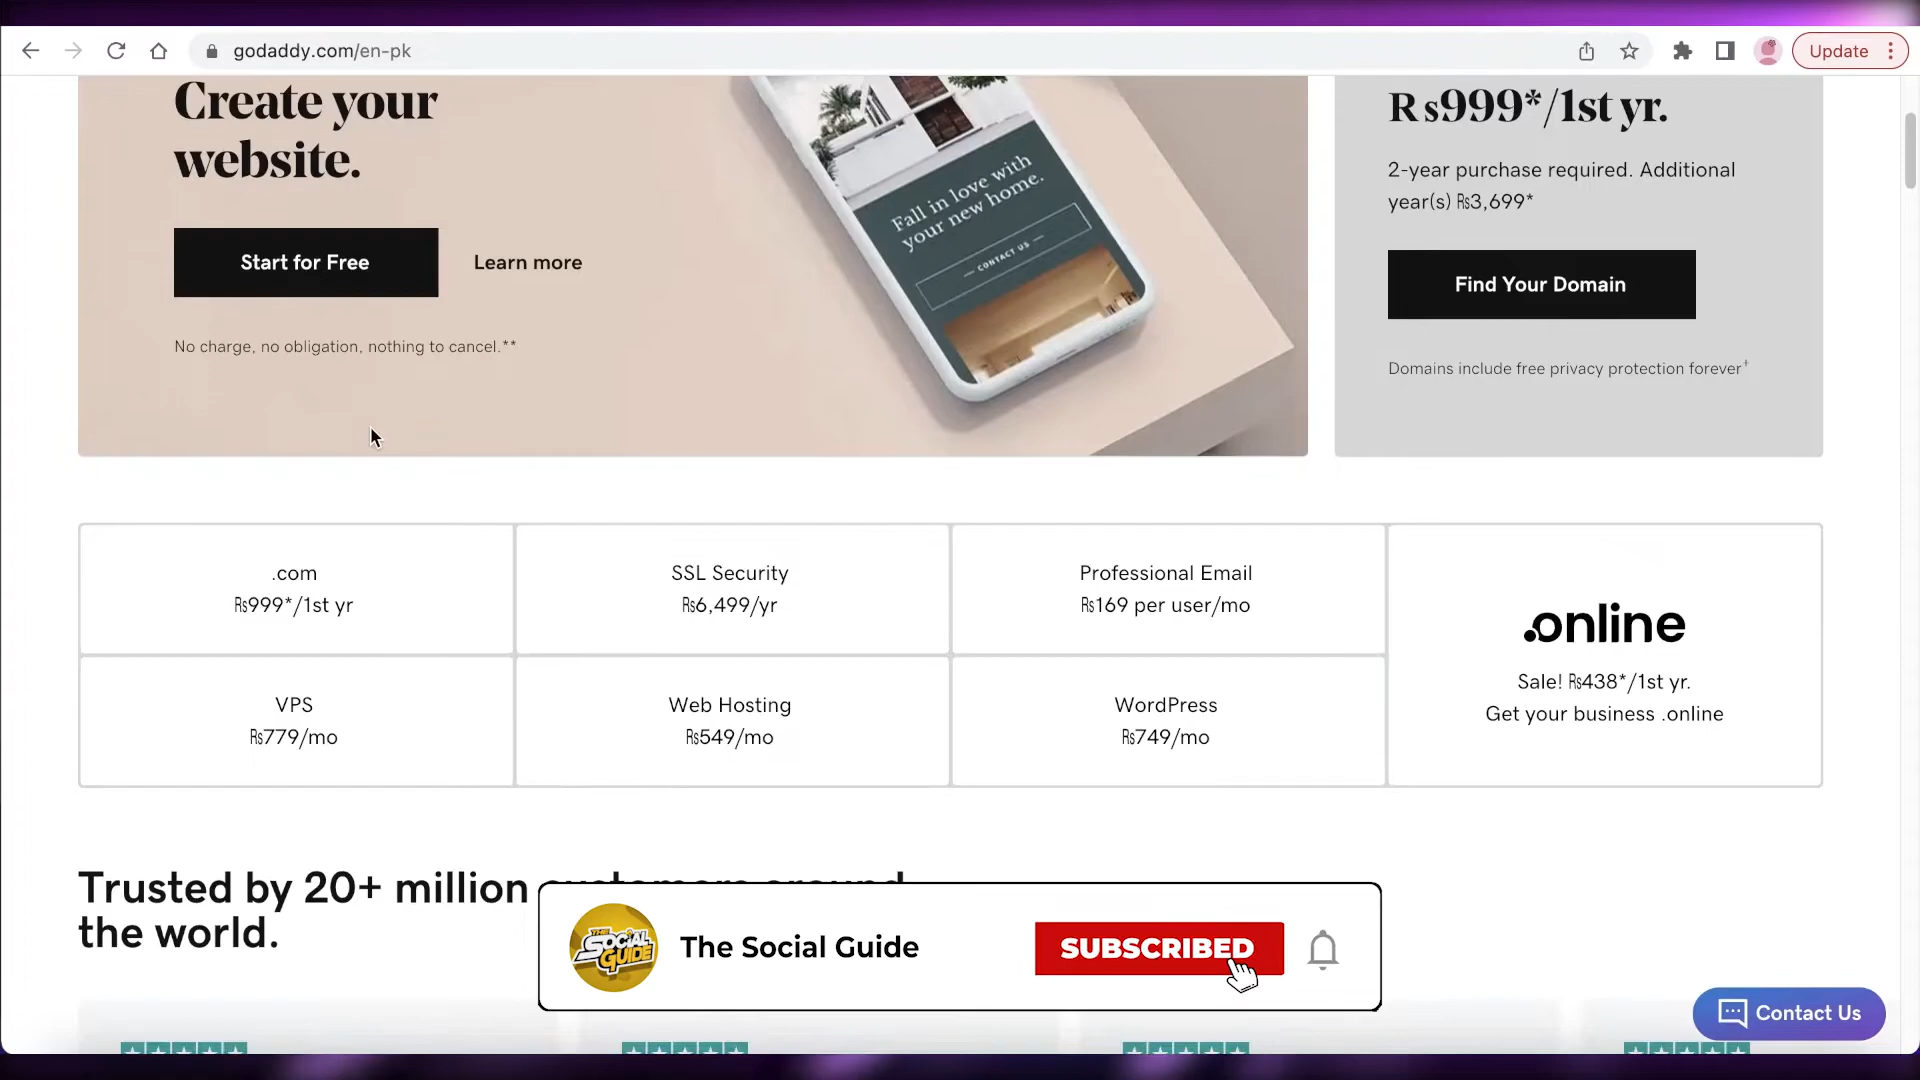 godaddy.com/en-pk
Update
Create your
website.
Start for Free
Learn more
No charge, no obligation, nothing to cancel.**
Fall in love with
your new home.
CONTACT US
Rs999*/1st yr.
2-year purchase required. Additional
year(s) ₨3,699*
Find Your Domain
Domains include free privacy protection forever†
.com
₨999*/1st yr
SSL Security
₨6,499/yr
Professional Email
₨169 per user/mo
VPS
₨779/mo
Web Hosting
₨549/mo
WordPress
₨749/mo
.online
Sale! ₨438*/1st yr.
Get your business .online
Trusted by 20+ million customers around
the world.
THE SOCIAL GUIDE
The Social Guide
SUBSCRIBED
Contact Us